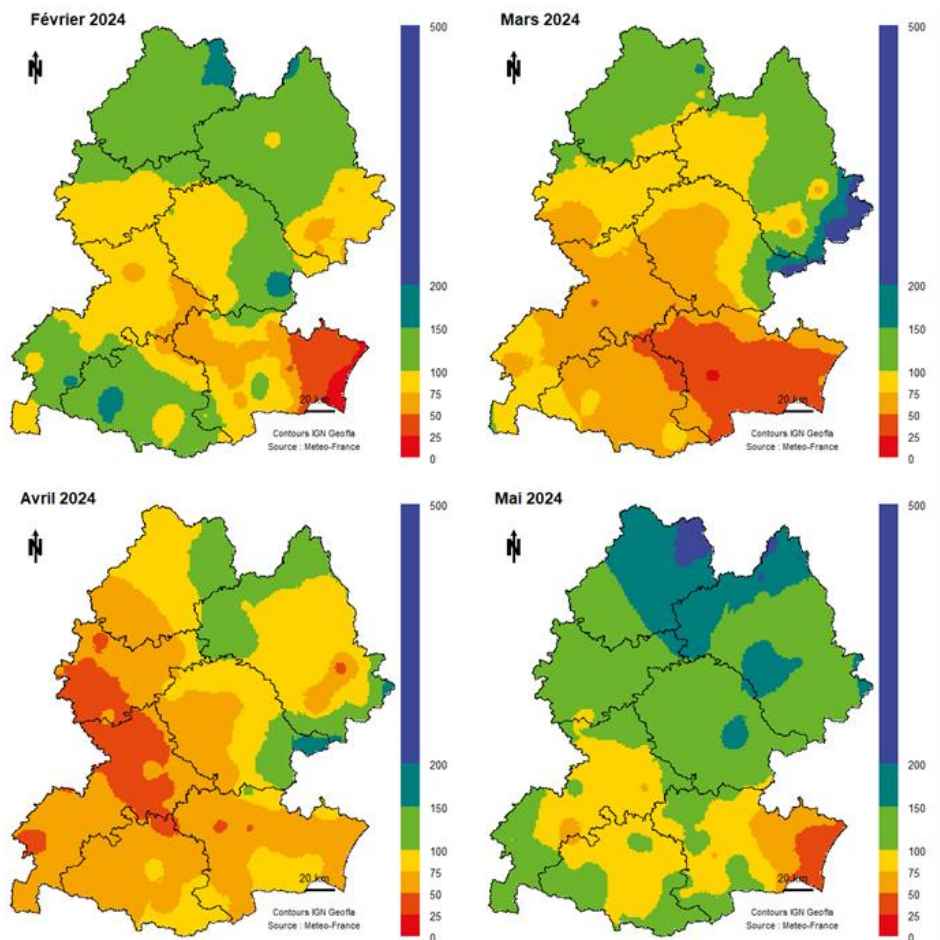 Février 2024
N
500
200
150
100
75
50
25
0
20 km
Contours IGN Geofla
Source : Meteo-France
Mars 2024
N
500
200
150
100
75
50
25
0
20 km
Contours IGN Geofla
Source : Meteo-France
Avril 2024
N
500
200
150
100
75
50
25
0
20 km
Contours IGN Geofla
Source : Meteo-France
Mai 2024
N
500
200
150
100
75
50
25
0
20 km
Contours IGN Geofla
Source : Meteo-France